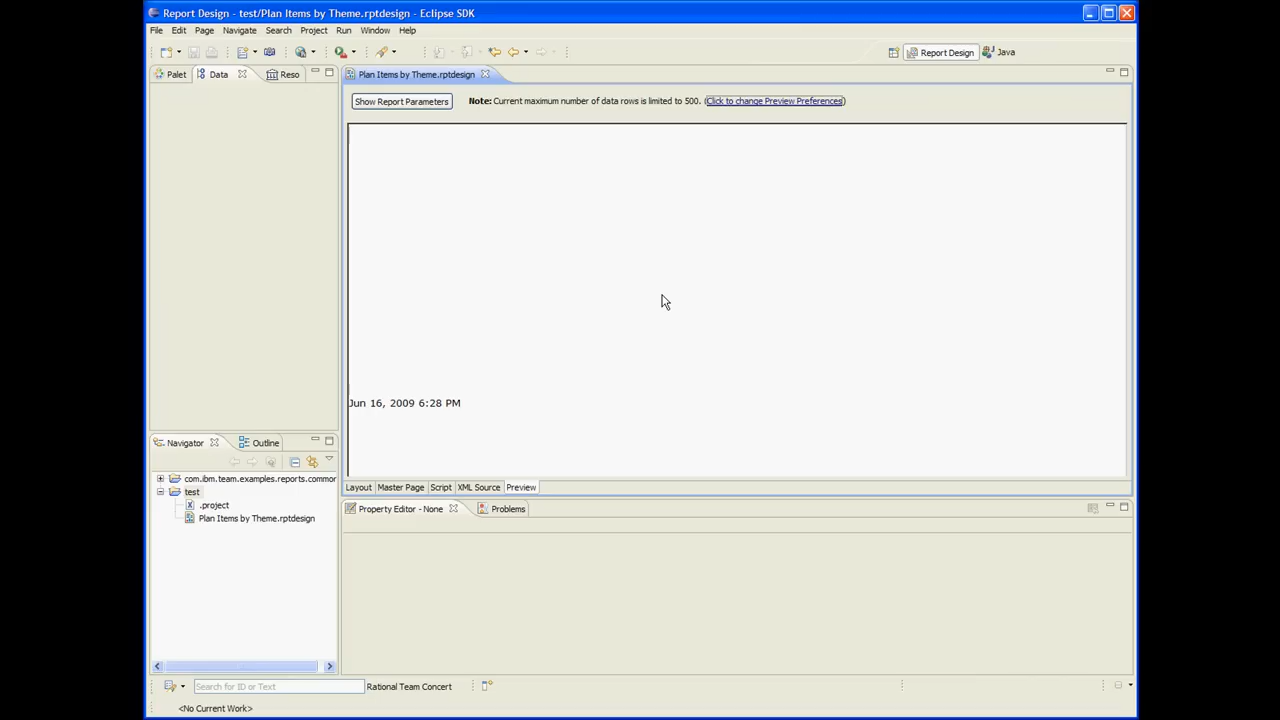 Report Design - test/Plan Items by Theme.rptdesign - Eclipse SDK
File Edit Page Navigate Search Project Run Window Help
Report Design Java
Palet Data Reso
Plan Items by Theme.rptdesign
Show Report Parameters
Note: Current maximum number of data rows is limited to 500. (Click to change Preview Preferences)
Jun 16, 2009 6:28 PM
Layout Master Page Script XML Source Preview
Navigator Outline
com.ibm.team.examples.reports.common
test
.project
Plan Items by Theme.rptdesign
Property Editor - None Problems
Search for ID or Text
Rational Team Concert
<No Current Work>